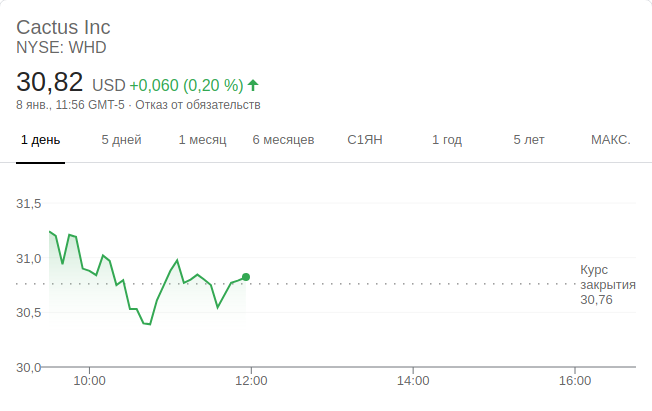 Cactus Inc
NYSE: WHD
30,82 USD +0,060 (0,20 %)
8 янв., 11:56 GMT-5 · Отказ от обязательств
1 день 5 дней 1 месяц 6 месяцев С1ЯН 1 год 5 лет МАКС.
31,5
31,0
Курс
закрытия
30,76
30,5
30,0
10:00 12:00 14:00 16:00